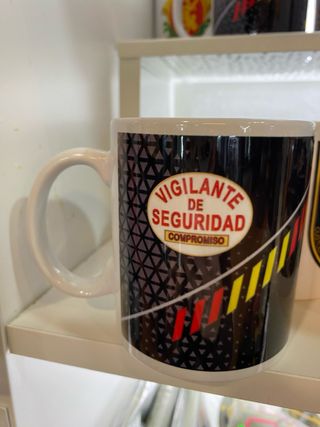 VIGILANTE
DE
SEGURIDAD
COMPROMISO